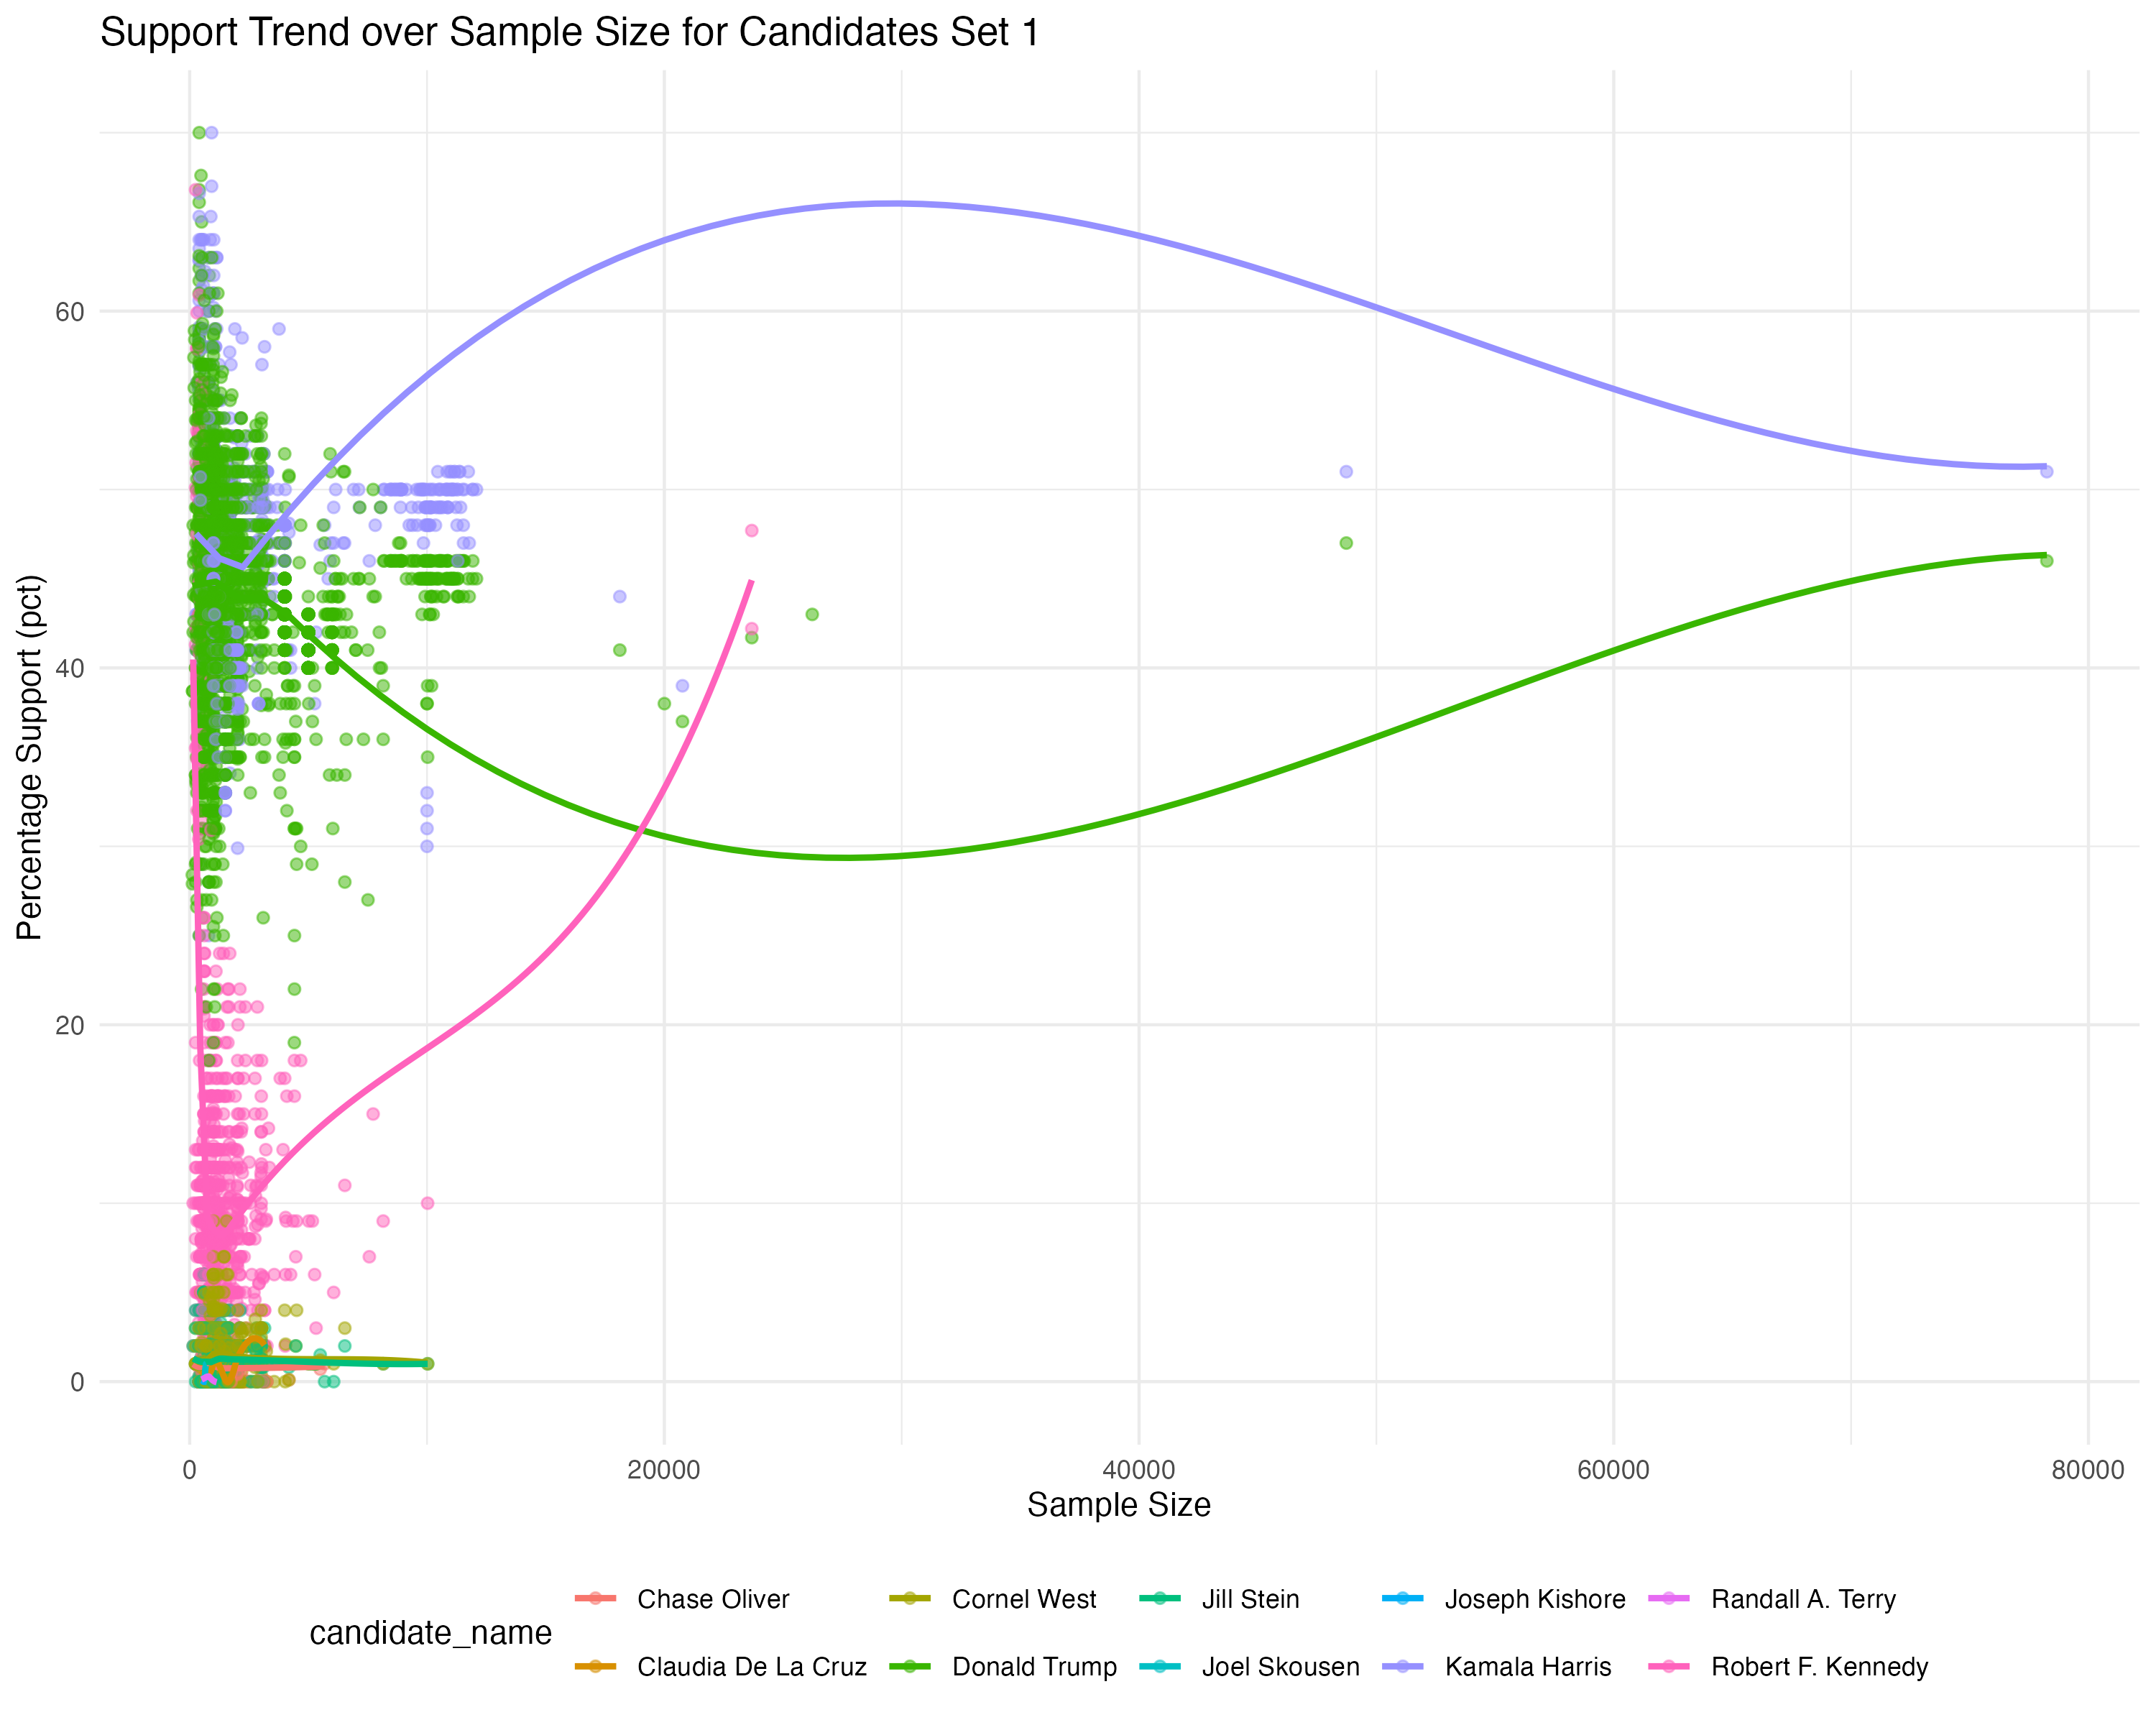 Support Trend over Sample Size for Candidates Set 1
Percentage Support (pct)
60
40
20
0
0 20000 40000 60000 80000
Sample Size
candidate_name
Chase Oliver Cornel West Jill Stein Joseph Kishore Randall A. Terry
Claudia De La Cruz Donald Trump Joel Skousen Kamala Harris Robert F. Kennedy